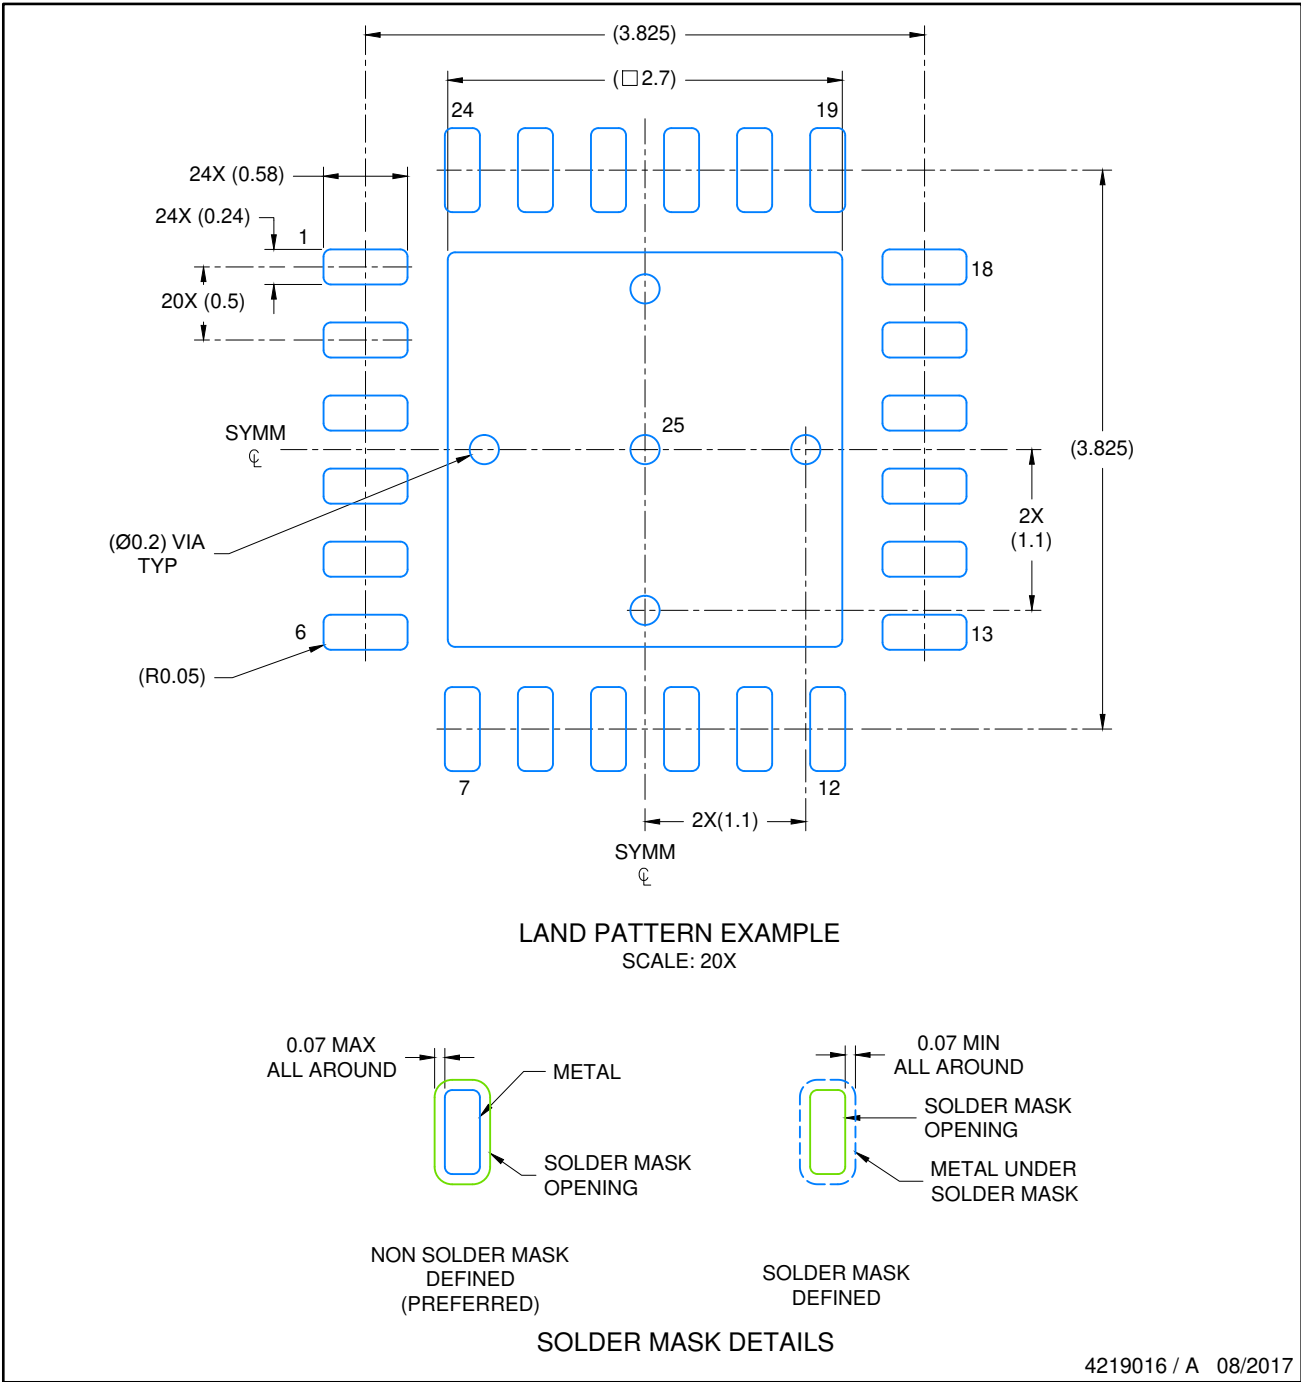 (3.825)
(□2.7)
24
19
24X (0.58)
24X (0.24)
1
18
20X (0.5)
25
SYMM
℄
(3.825)
2X
(1.1)
(Ø0.2) VIA
TYP
6
13
(R0.05)
7
12
2X(1.1)
SYMM
℄
LAND PATTERN EXAMPLE
SCALE: 20X
0.07 MAX
ALL AROUND
METAL
SOLDER MASK
OPENING
NON SOLDER MASK
DEFINED
(PREFERRED)
0.07 MIN
ALL AROUND
SOLDER MASK
OPENING
METAL UNDER
SOLDER MASK
SOLDER MASK
DEFINED
SOLDER MASK DETAILS
4219016 / A 08/2017